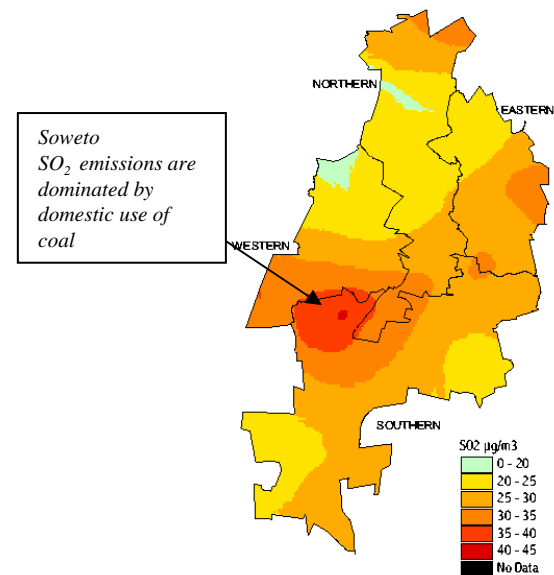 NORTHERN
EASTERN
Soweto
SO₂ emissions are
dominated by
domestic use of
coal
WESTERN
SOUTHERN
SO2 µg/m3
0 - 20
20 - 25
25 - 30
30 - 35
35 - 40
40 - 45
No Data